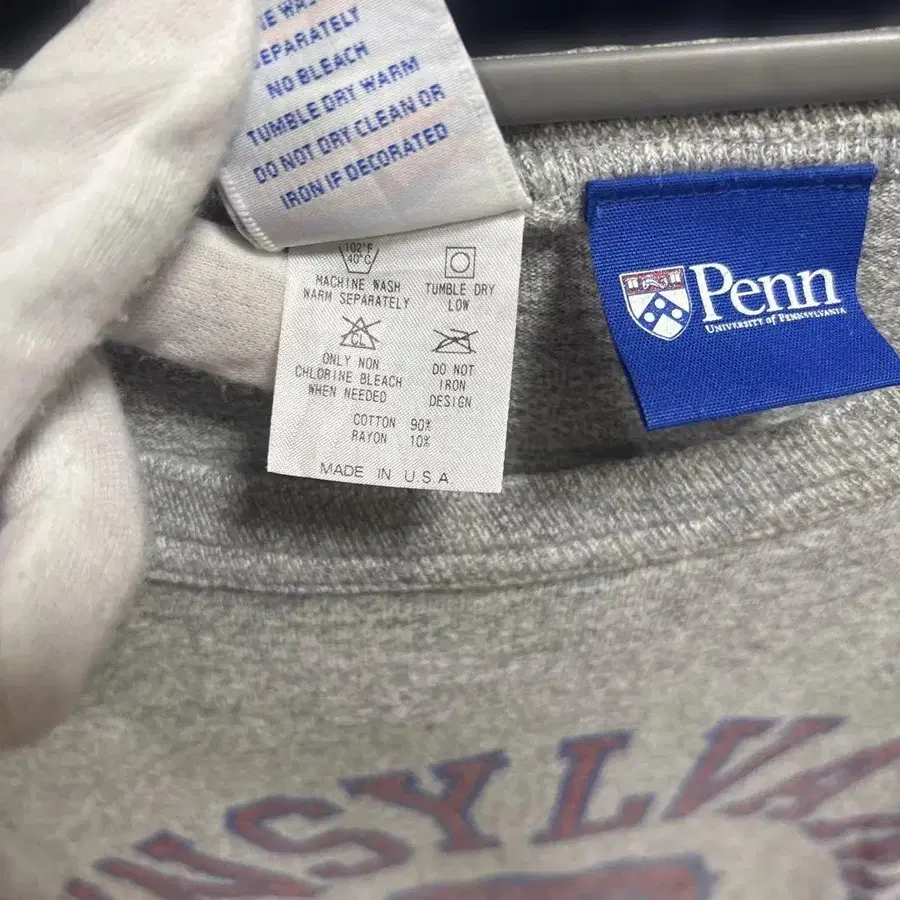 SEPARATELY
NO BLEACH
TUMBLE DRY WARM
DO NOT DRY CLEAN OR
IRON IF DECORATED
102°F
40°C
MACHINE WASH
WARM SEPARATELY
TUMBLE DRY
LOW
CL
ONLY NON
CHLORINE BLEACH
WHEN NEEDED
DO NOT
IRON
DESIGN
COTTON 90%
RAYON 10%
MADE IN U.S.A.
Penn
UNIVERSITY of PENNSYLVANIA
NNSYLVA